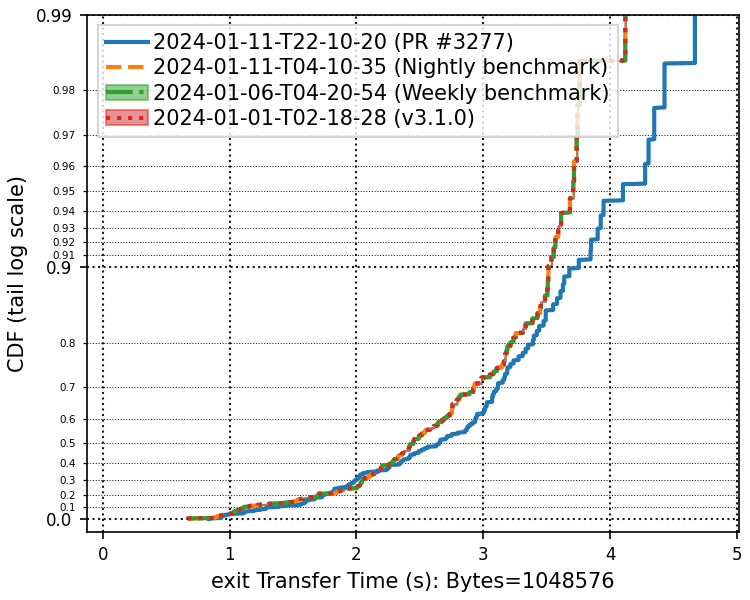 2024-01-11-T22-10-20 (PR #3277)
2024-01-11-T04-10-35 (Nightly benchmark)
2024-01-06-T04-20-54 (Weekly benchmark)
2024-01-01-T02-18-28 (v3.1.0)
CDF (tail log scale)
0.99
0.98
0.97
0.96
0.95
0.94
0.93
0.92
0.91
0.9
0.8
0.7
0.6
0.5
0.4
0.3
0.2
0.1
0.0
0 1 2 3 4 5
exit Transfer Time (s): Bytes=1048576